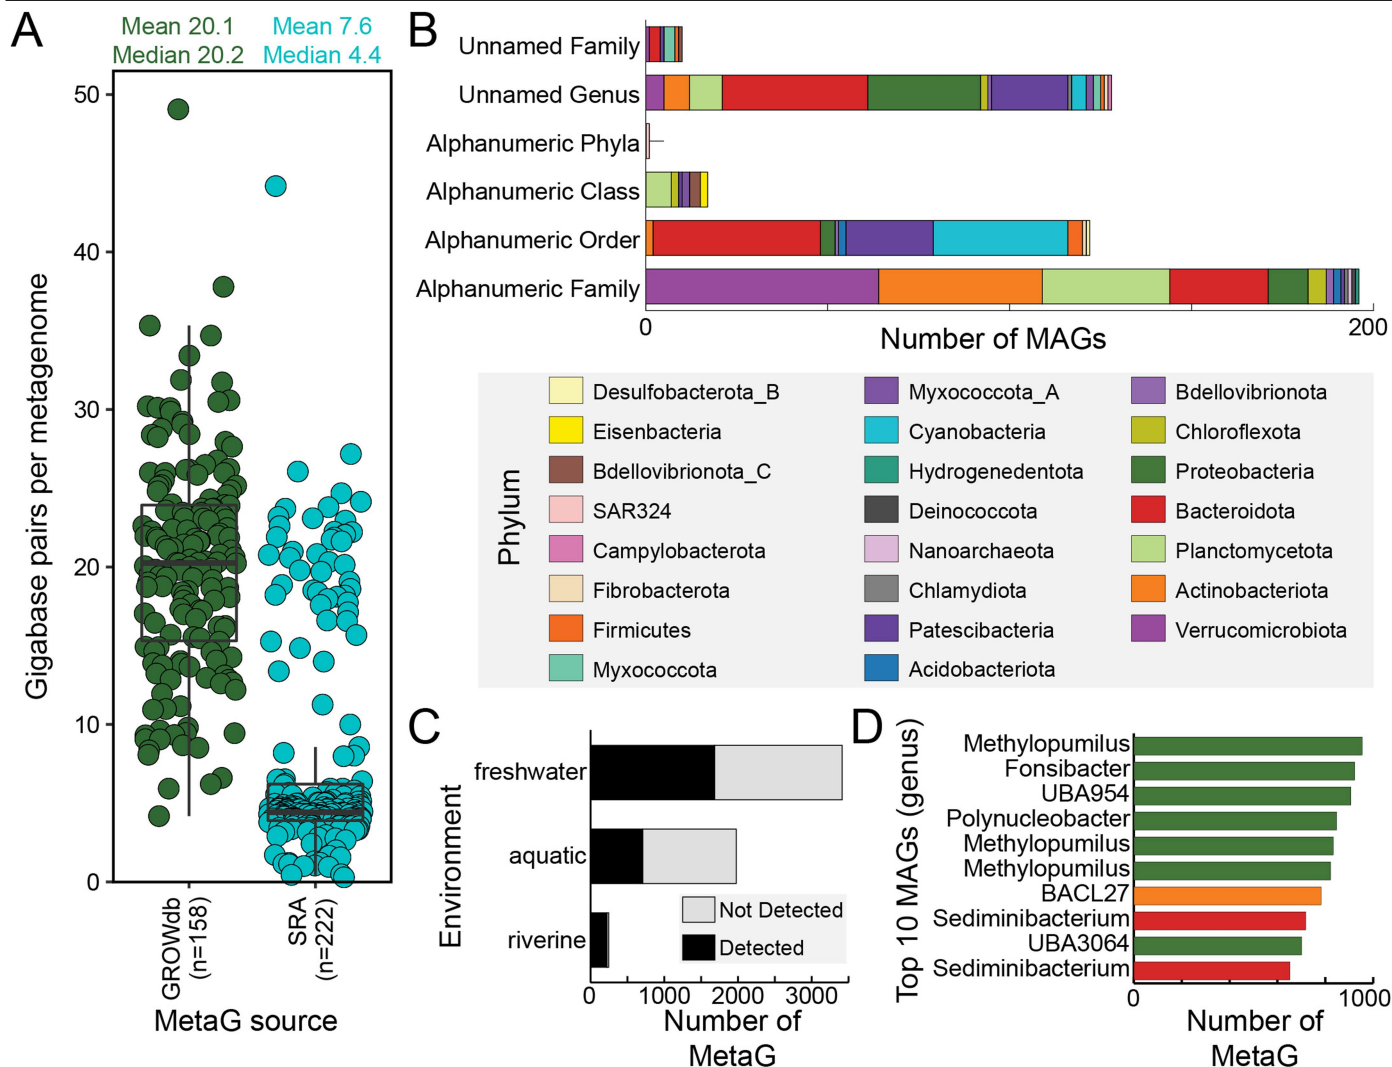 A
Mean 20.1
Median 20.2
Mean 7.6
Median 4.4
Gigabase pairs per metagenome
50
40
30
20
10
0
GROWdb
(n=158)
SRA
(n=222)
MetaG source
B
Unnamed Family
Unnamed Genus
Alphanumeric Phyla
Alphanumeric Class
Alphanumeric Order
Alphanumeric Family
0
200
Number of MAGs
Phylum
Desulfobacterota_B
Eisenbacteria
Bdellovibrionota_C
SAR324
Campylobacterota
Fibrobacterota
Firmicutes
Myxococcota
Myxococcota_A
Cyanobacteria
Hydrogenedentota
Deinococcota
Nanoarchaeota
Chlamydiota
Patescibacteria
Acidobacteriota
Bdellovibrionota
Chloroflexota
Proteobacteria
Bacteroidota
Planctomycetota
Actinobacteriota
Verrucomicrobiota
C
Environment
freshwater
aquatic
riverine
Not Detected
Detected
0
1000
2000
3000
Number of
MetaG
D
Top 10 MAGs (genus)
Methylopumilus
Fonsibacter
UBA954
Polynucleobacter
Methylopumilus
Methylopumilus
BACL27
Sediminibacterium
UBA3064
Sediminibacterium
0
1000
Number of
MetaG